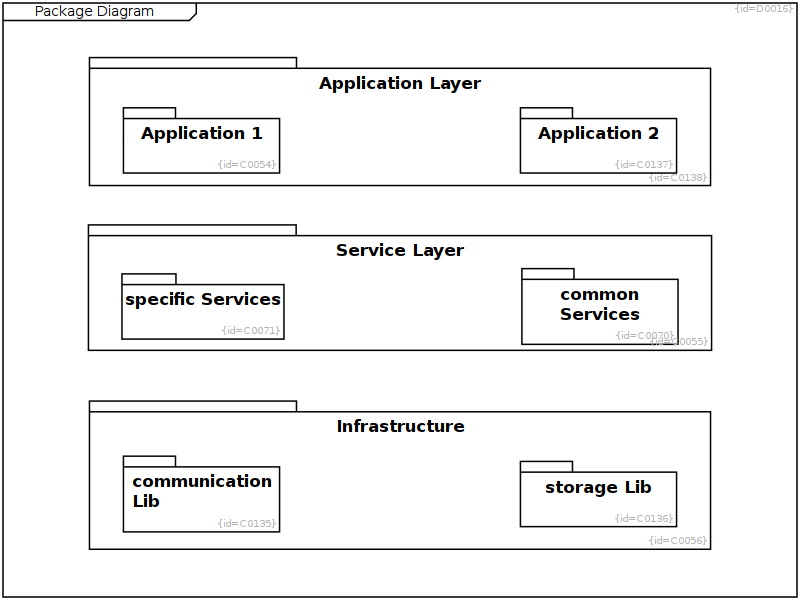 Package Diagram
{id=D0016}
Application Layer
Application 1
{id=C0054}
Application 2
{id=C0137}
{id=C0138}
Service Layer
specific Services
{id=C0071}
common
Services
{id=C0070}
{id=C0055}
Infrastructure
communication
Lib
{id=C0135}
storage Lib
{id=C0136}
{id=C0056}